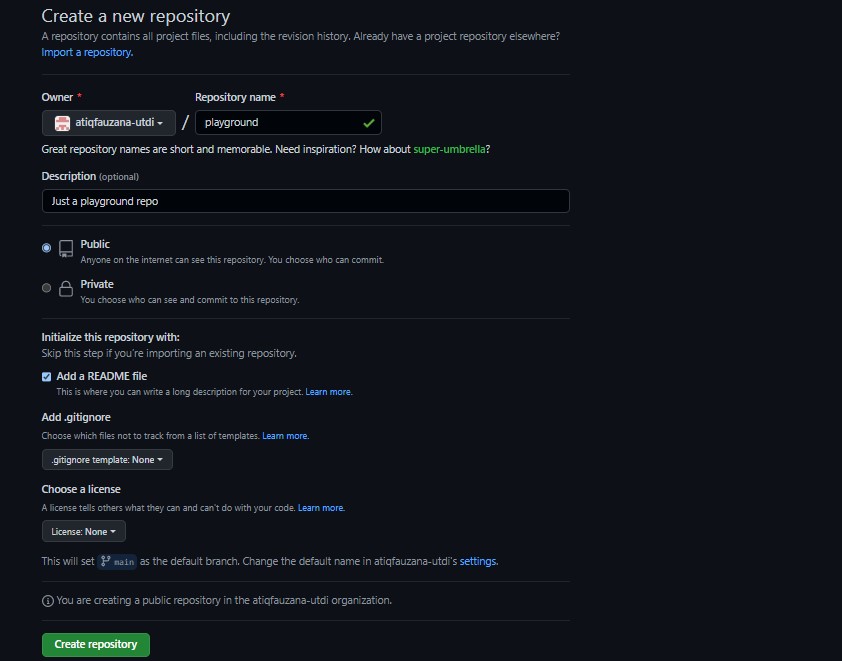 Create a new repository
A repository contains all project files, including the revision history. Already have a project repository elsewhere?
Import a repository.
Owner * Repository name *
atiqfauzana-utdi / playground
Great repository names are short and memorable. Need inspiration? How about super-umbrella?
Description (optional)
Just a playground repo
Public
Anyone on the internet can see this repository. You choose who can commit.
Private
You choose who can see and commit to this repository.
Initialize this repository with:
Skip this step if you're importing an existing repository.
Add a README file
This is where you can write a long description for your project. Learn more.
Add .gitignore
Choose which files not to track from a list of templates. Learn more.
.gitignore template: None
Choose a license
A license tells others what they can and can't do with your code. Learn more.
License: None
This will set main as the default branch. Change the default name in atiqfauzana-utdi's settings.
You are creating a public repository in the atiqfauzana-utdi organization.
Create repository